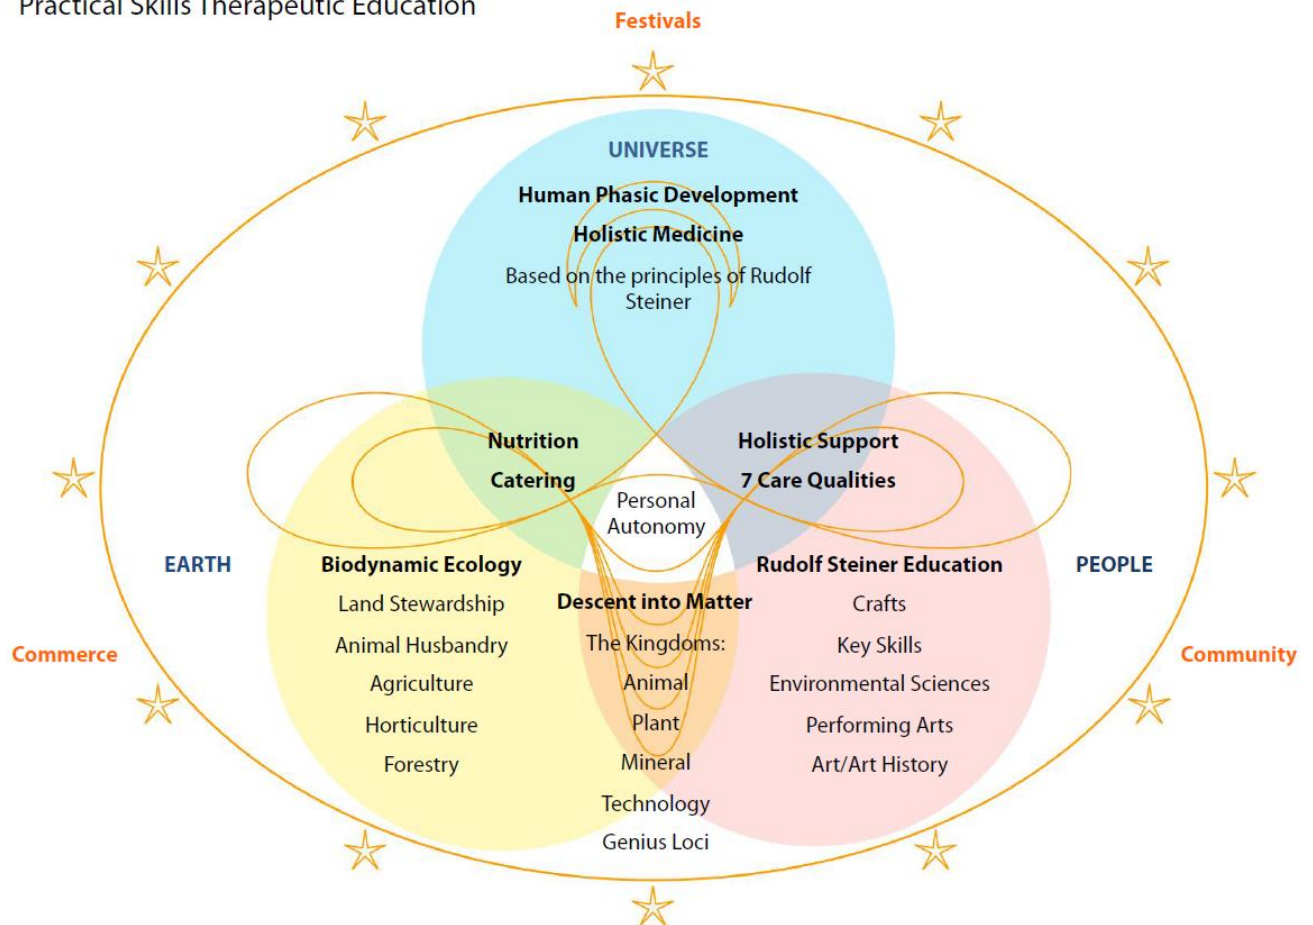 Practical Skills Therapeutic Education
Festivals
UNIVERSE
Human Phasic Development
Holistic Medicine
Based on the principles of Rudolf
Steiner
Nutrition
Catering
Holistic Support
7 Care Qualities
Personal
Autonomy
EARTH
PEOPLE
Commerce
Community
Biodynamic Ecology
Land Stewardship
Animal Husbandry
Agriculture
Horticulture
Forestry
Descent into Matter
The Kingdoms:
Animal
Plant
Mineral
Technology
Genius Loci
Rudolf Steiner Education
Crafts
Key Skills
Environmental Sciences
Performing Arts
Art/Art History